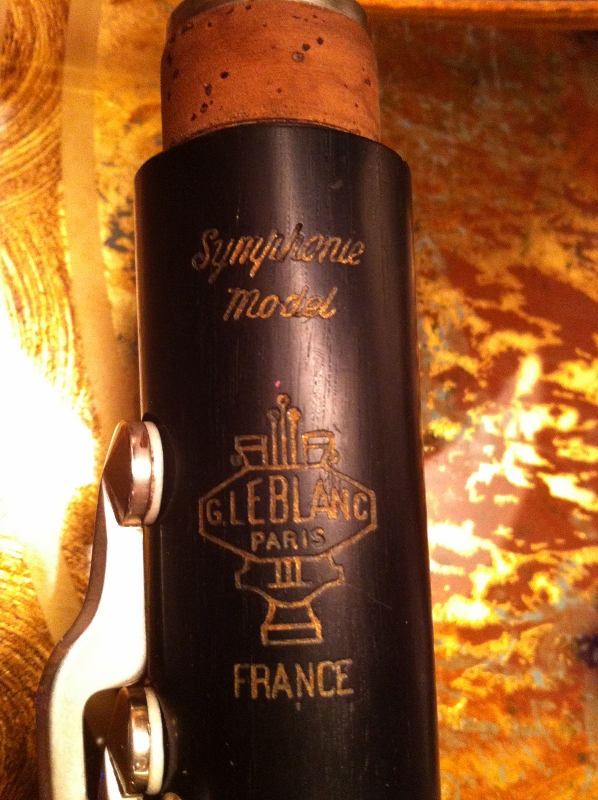 Symphonie
Model
G. LEBLANC
PARIS
FRANCE